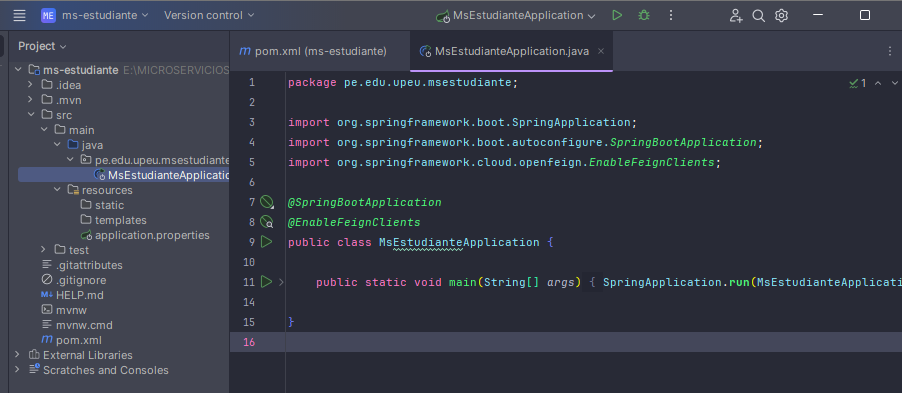 ME ms-estudiante Version control MsEstudianteApplication
Project
pom.xml (ms-estudiante) MsEstudianteApplication.java
ms-estudiante E:\MICROSERVICIOS
.idea
.mvn
src
main
java
pe.edu.upeu.msestudiante
MsEstudianteApplicatio
resources
static
templates
application.properties
test
.gitattributes
.gitignore
HELP.md
mvnw
mvnw.cmd
pom.xml
External Libraries
Scratches and Consoles
1
1 package pe.edu.upeu.msestudiante;
2
3 import org.springframework.boot.SpringApplication;
4 import org.springframework.boot.autoconfigure.SpringBootApplication;
5 import org.springframework.cloud.openfeign.EnableFeignClients;
6
7 @SpringBootApplication
8 @EnableFeignClients
9 public class MsEstudianteApplication {
10
11 public static void main(String[] args) { SpringApplication.run(MsEstudianteApplicati
14
15 }
16